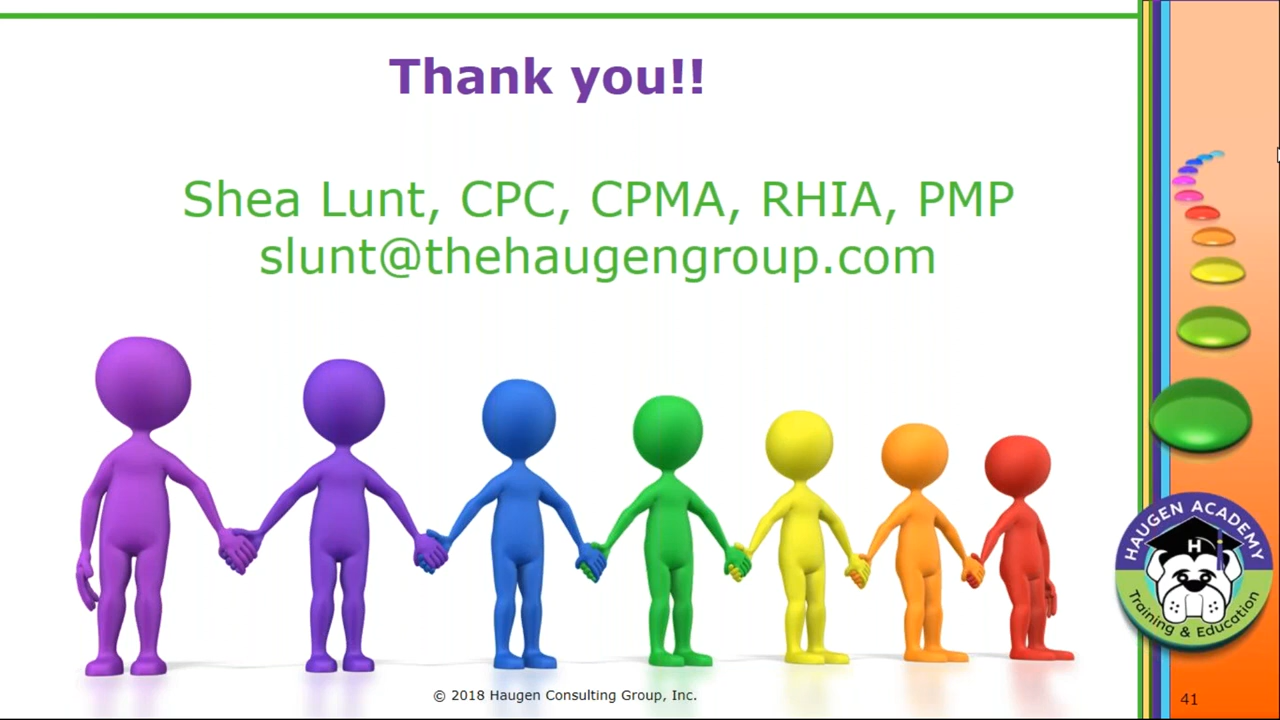 Thank you!!
Shea Lunt, CPC, CPMA, RHIA, PMP
slunt@thehaugengroup.com
HAUGEN ACADEMY
H
Training & Education
© 2018 Haugen Consulting Group, Inc.
41